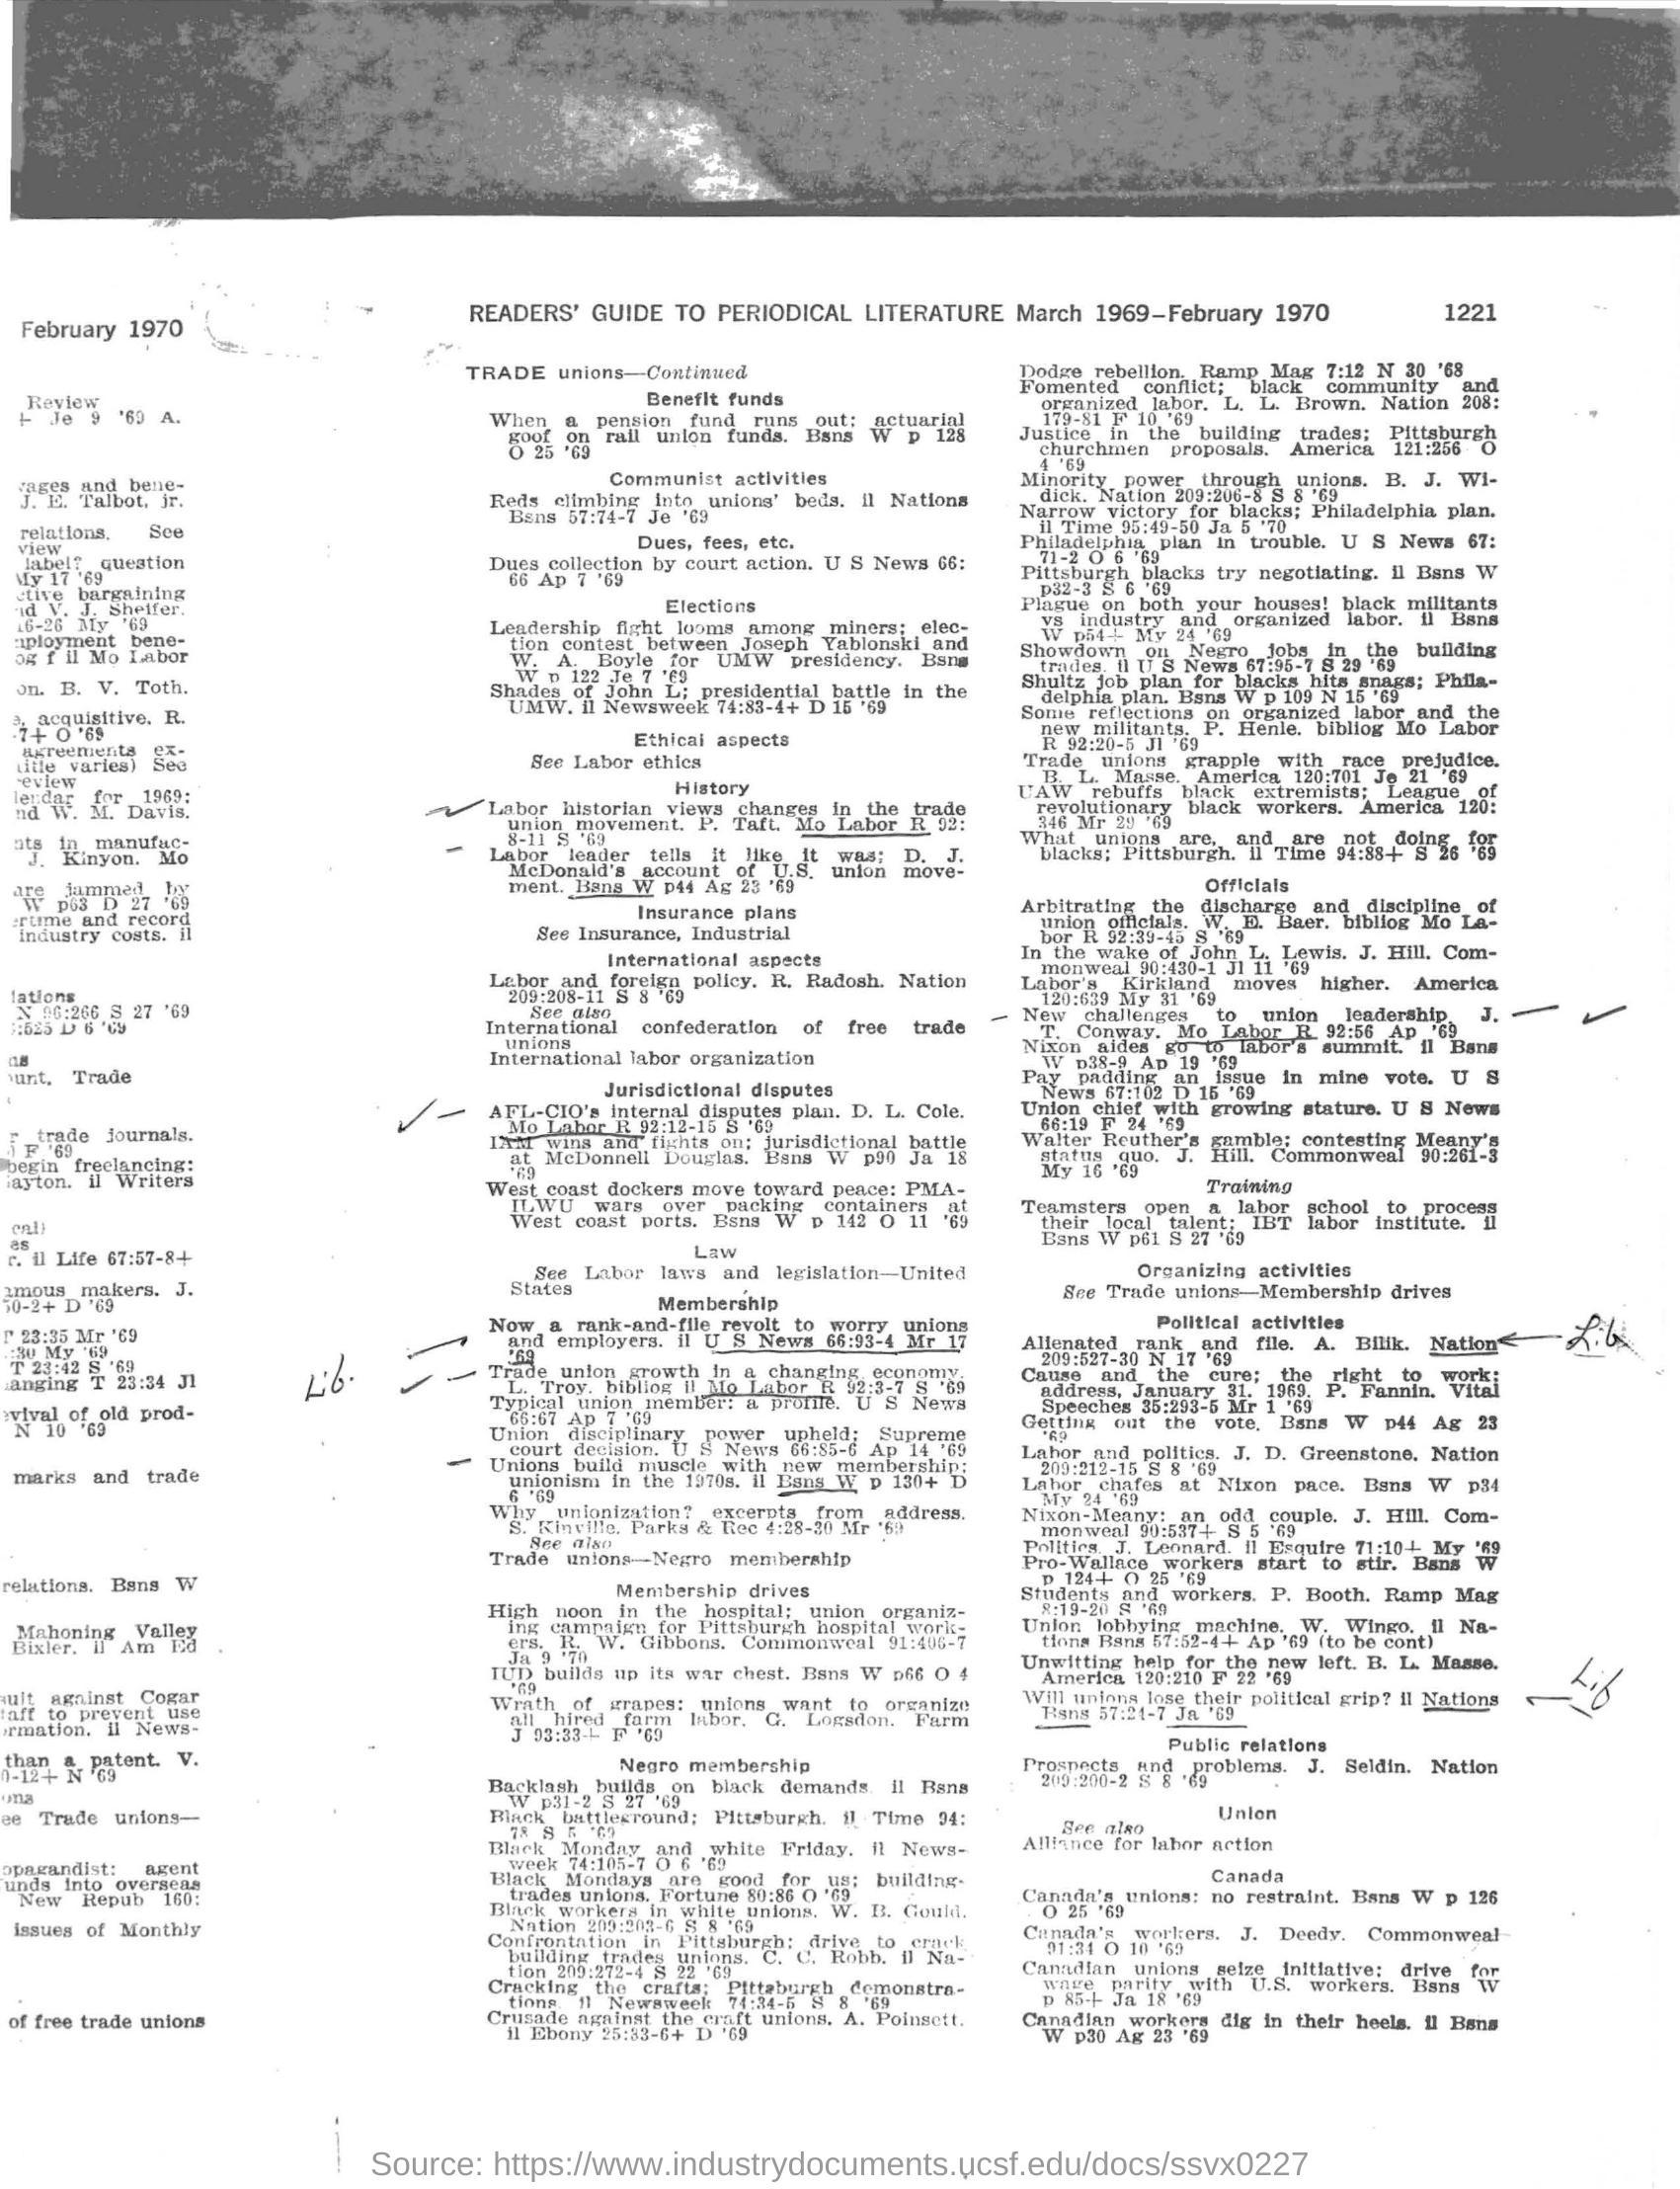 February 1970
Review
Je 9 '69 A.
and bene-
J. E. Talbot, jr.
relations. See
view
label? question
My 17 '69
bargaining
V. J. Sheifer.
My '69
bene-
f il Mo Labor
B. V. Toth.
acquisitive. R.
O '69
agreements ex-
varies) See
for 1969:
W. M. Davis.
in manufac-
J. Kinyon. Mo
are jammed by
W p63 D 27 '69
and record
industry costs. il
S 27 '69
D 6 '69
Trade
trade journals.
F '69
begin freelancing:
il Writers
il Life 67:57-8+
makers. J.
D '69
23:35 Mr '69
My '69
T 23:42 S '69
T 23:34 Jl
of old prod-
N 10 '69
marks and trade
relations. Bsns W
Mahoning Valley
Bixler. il Am Ed
against Cogar
to prevent use
il News-
than a patent. V.
N '69
Trade unions—
agent
into overseas
New Repub 160:
issues of Monthly
of free trade unions
READERS' GUIDE TO PERIODICAL LITERATURE March 1969–February 1970 1221
TRADE unions—Continued
Benefit funds
When a pension fund runs out; actuarial
goof on rail union funds. Bsns W p 128
O 25 '69
Communist activities
Reds climbing into unions' beds. il Nations
Bsns 57:74-7 Je '69
Dues, fees, etc.
Dues collection by court action. U S News 66:
66 Ap 7 '69
Elections
Leadership fight looms among miners; elec-
tion contest between Joseph Yablonski and
W. A. Boyle for UMW presidency. Bsns
W p 122 Je 7 '69
Shades of John L; presidential battle in the
UMW. il Newsweek 74:83-4+ D 15 '69
Ethical aspects
See Labor ethics
History
Labor historian views changes in the trade
union movement. P. Taft. Mo Labor R 92:
8-11 S '69
Labor leader tells it like it was; D. J.
McDonald's account of U.S. union move-
ment. Bsns W p44 Ag 23 '69
Insurance plans
See Insurance, Industrial
International aspects
Labor and foreign policy. R. Radosh. Nation
209:208-11 S 8 '69
See also
International confederation of free trade
unions
International labor organization
Jurisdictional disputes
AFL-CIO's internal disputes plan. D. L. Cole.
Mo Labor R 92:12-15 S '69
IAM wins and fights on; jurisdictional battle
at McDonnell Douglas. Bsns W p90 Ja 18
'69
West coast dockers move toward peace: PMA-
ILWU wars over packing containers at
West coast ports. Bsns W p 142 O 11 '69
Law
See Labor laws and legislation—United
States
Membership
Now a rank-and-file revolt to worry unions
and employers. il U S News 66:93-4 Mr 17
'69
Lib.
Trade union growth in a changing economy.
L. Troy. bibliog il Mo Labor R 92:3-7 S '69
Typical union member: a profile. U S News
66:67 Ap 7 '69
Union disciplinary power upheld; Supreme
court decision. U S News 66:85-6 Ap 14 '69
Unions build muscle with new membership;
unionism in the 1970s. il Bsns W p 130+ D
6 '69
Why unionization? excerpts from address.
S. Kinville. Parks & Rec 4:28-30 Mr '69
See also
Trade unions—Negro membership
Membership drives
High noon in the hospital; union organiz-
ing campaign for Pittsburgh hospital work-
ers. R. W. Gibbons. Commonweal 91:406-7
Ja 9 '70
IUD builds up its war chest. Bsns W p66 O 4
'69
Wrath of grapes: unions want to organize
all hired farm labor. G. Logsdon. Farm
J 93:33+ F '69
Negro membership
Backlash builds on black demands. il Bsns
W p31-2 S 27 '69
Black battleground; Pittsburgh. il Time 94:
78 S 5 '69
Black Monday and white Friday. il News-
week 74:105-7 O 6 '69
Black Mondays are good for us; building-
trades unions. Fortune 80:86 O '69
Black workers in white unions. W. B. Gould.
Nation 209:203-6 S 8 '69
Confrontation in Pittsburgh; drive to crack
building trades unions. C. C. Robb. il Na-
tion 209:272-4 S 22 '69
Cracking the crafts; Pittsburgh demonstra-
tions. il Newsweek 74:34-5 S 8 '69
Crusade against the craft unions. A. Poinsett.
il Ebony 25:33-6+ D '69
Dodge rebellion. Ramp Mag 7:12 N 30 '68
Fomented conflict; black community and
organized labor. L. L. Brown. Nation 208:
179-81 F 10 '69
Justice in the building trades; Pittsburgh
churchmen proposals. America 121:256 O
4 '69
Minority power through unions. B. J. Wi-
dick. Nation 209:206-8 S 8 '69
Narrow victory for blacks; Philadelphia plan.
il Time 95:49-50 Ja 5 '70
Philadelphia plan in trouble. U S News 67:
71-2 O 6 '69
Pittsburgh blacks try negotiating. il Bsns W
p32-3 S 6 '69
Plague on both your houses! black militants
vs industry and organized labor. il Bsns
W p54+ My 24 '69
Showdown on Negro jobs in the building
trades. il U S News 67:95-7 S 29 '69
Shultz job plan for blacks hits snags; Phila-
delphia plan. Bsns W p 109 N 15 '69
Some reflections on organized labor and the
new militants. P. Henle. bibliog Mo Labor
R 92:20-5 Jl '69
Trade unions grapple with race prejudice.
B. L. Masse. America 120:701 Je 21 '69
UAW rebuffs black extremists; League of
revolutionary black workers. America 120:
346 Mr 29 '69
What unions are, and are not doing for
blacks; Pittsburgh. il Time 94:88+ S 26 '69
Officials
Arbitrating the discharge and discipline of
union officials. W. E. Baer. bibliog Mo La-
bor R 92:39-45 S '69
In the wake of John L. Lewis. J. Hill. Com-
monweal 90:430-1 Jl 11 '69
Labor's Kirkland moves higher. America
120:639 My 31 '69
New challenges to union leadership. J.
T. Conway. Mo Labor R 92:56 Ap '69
Nixon aides go to labor's summit. il Bsns
W p38-9 Ap 19 '69
Pay padding an issue in mine vote. U S
News 67:102 D 15 '69
Union chief with growing stature. U S News
66:19 F 24 '69
Walter Reuther's gamble; contesting Meany's
status quo. J. Hill. Commonweal 90:261-3
My 16 '69
Training
Teamsters open a labor school to process
their local talent; IBT labor institute. il
Bsns W p61 S 27 '69
Organizing activities
See Trade unions—Membership drives
Political activities
Alienated rank and file. A. Bilik. Nation
Lib
209:527-30 N 17 '69
Cause and the cure; the right to work;
address, January 31, 1969. P. Fannin. Vital
Speeches 35:293-5 Mr 1 '69
Getting out the vote. Bsns W p44 Ag 23
'69
Labor and politics. J. D. Greenstone. Nation
209:212-15 S 8 '69
Labor chafes at Nixon pace. Bsns W p34
My 24 '69
Nixon-Meany: an odd couple. J. Hill. Com-
monweal 90:537+ S 5 '69
Politics. J. Leonard. il Esquire 71:10+ My '69
Pro-Wallace workers start to stir. Bsns W
p 124+ O 25 '69
Students and workers. P. Booth. Ramp Mag
8:19-20 S '69
Union lobbying machine. W. Wingo. il Na-
tions Bsns 57:52-4+ Ap '69 (to be cont)
Unwitting help for the new left. B. L. Masse.
America 120:210 F 22 '69
Will unions lose their political grip? il Nations
Lib
Bsns 57:21-7 Ja '69
Public relations
Prospects and problems. J. Seldin. Nation
209:200-2 S 8 '69
Union
See also
Alliance for labor action
Canada
Canada's unions: no restraint. Bsns W p 126
O 25 '69
Canada's workers. J. Deedy. Commonweal
91:34 O 10 '69
Canadian unions seize initiative; drive for
wage parity with U.S. workers. Bsns W
p 85+ Ja 18 '69
Canadian workers dig in their heels. il Bsns
W p30 Ag 23 '69
Source: https://www.industrydocuments.ucsf.edu/docs/ssvx0227